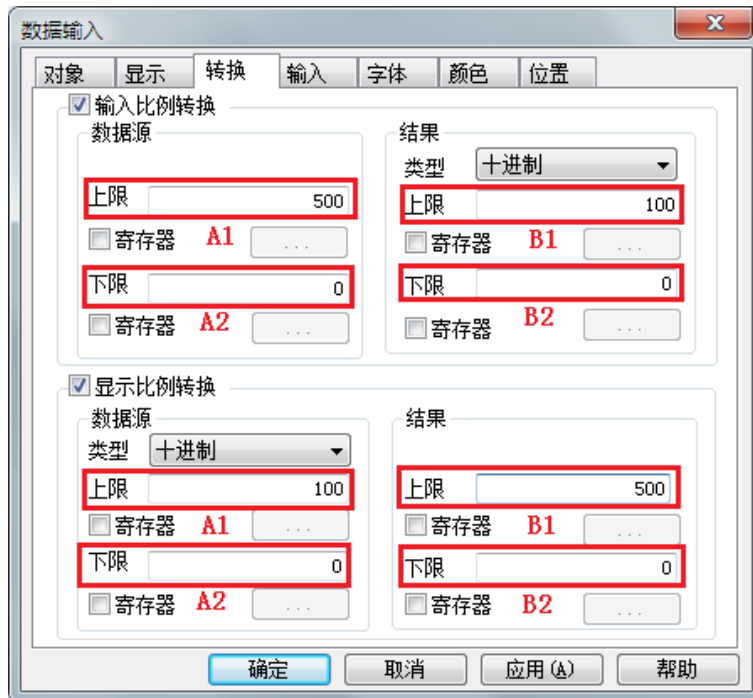 数据输入
对象 显示 转换 输入 字体 颜色 位置
输入比例转换
数据源
上限 500
寄存器 A1 ...
下限 0
寄存器 A2 ...
结果
类型 十进制
上限 100
寄存器 B1 ...
下限 0
寄存器 B2 ...
显示比例转换
数据源
类型 十进制
上限 100
寄存器 A1 ...
下限 0
寄存器 A2 ...
结果
上限 500
寄存器 B1 ...
下限 0
寄存器 B2 ...
确定 取消 应用(A) 帮助